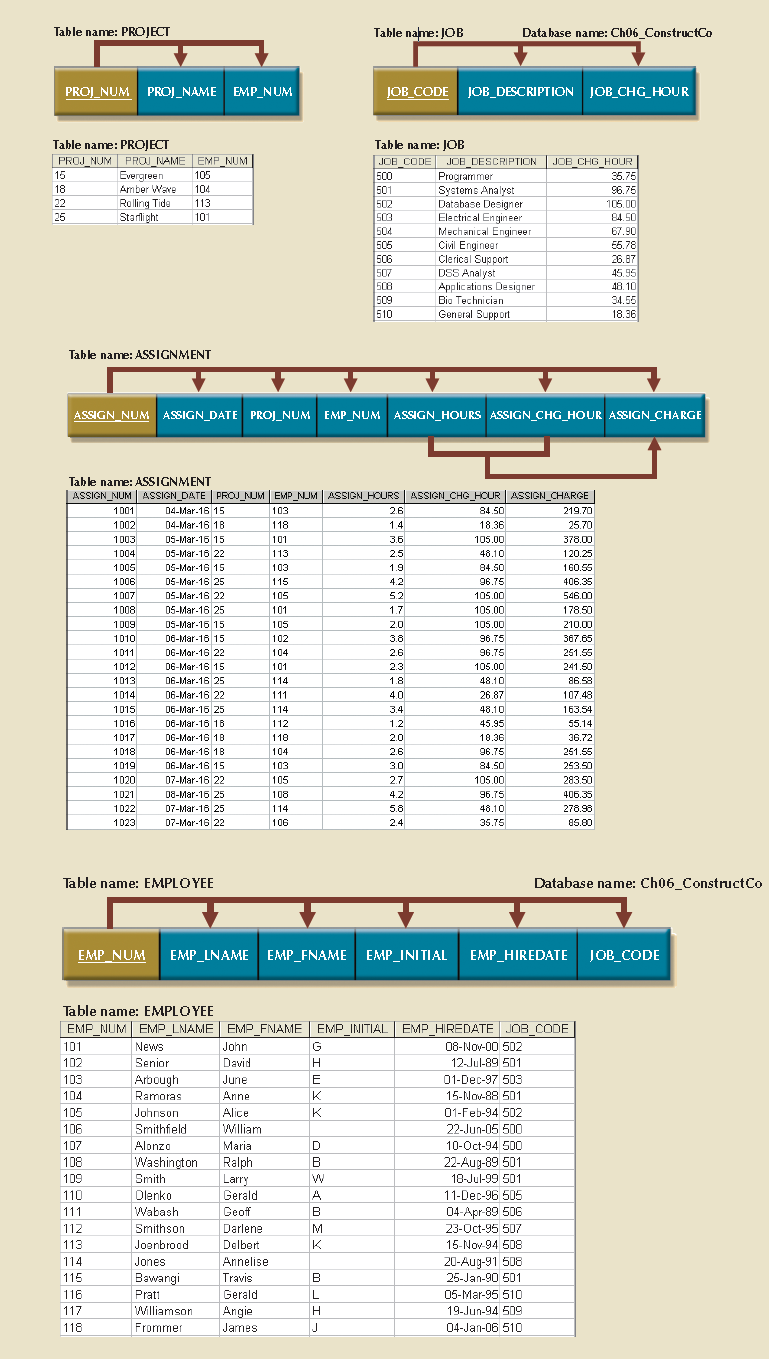 Table name: PROJECT
Table name: JOB Database name: Ch06_ConstructCo
PROJ_NUM PROJ_NAME EMP_NUM
JOB_CODE JOB_DESCRIPTION JOB_CHG_HOUR
Table name: PROJECT
PROJ_NUM PROJ_NAME EMP_NUM
15 Evergreen 105
18 Amber Wave 104
22 Rolling Tide 113
25 Starflight 101
Table name: JOB
JOB_CODE JOB_DESCRIPTION JOB_CHG_HOUR
500 Programmer 35.75
501 Systems Analyst 96.75
502 Database Designer 105.00
503 Electrical Engineer 84.50
504 Mechanical Engineer 67.90
505 Civil Engineer 55.78
506 Clerical Support 26.87
507 DSS Analyst 45.95
508 Applications Designer 48.10
509 Bio Technician 34.55
510 General Support 18.36
Table name: ASSIGNMENT
ASSIGN_NUM ASSIGN_DATE PROJ_NUM EMP_NUM ASSIGN_HOURS ASSIGN_CHG_HOUR ASSIGN_CHARGE
Table name: ASSIGNMENT
ASSIGN_NUM ASSIGN_DATE PROJ_NUM EMP_NUM ASSIGN_HOURS ASSIGN_CHG_HOUR ASSIGN_CHARGE
1001 04-Mar-16 15 103 2.6 84.50 219.70
1002 04-Mar-16 18 118 1.4 18.36 25.70
1003 05-Mar-16 15 101 3.6 105.00 378.00
1004 05-Mar-16 22 113 2.5 48.10 120.25
1005 05-Mar-16 15 103 1.9 84.50 160.55
1006 05-Mar-16 25 115 4.2 96.75 406.35
1007 05-Mar-16 22 105 5.2 105.00 546.00
1008 05-Mar-16 25 101 1.7 105.00 178.50
1009 05-Mar-16 15 105 2.0 105.00 210.00
1010 06-Mar-16 15 102 3.8 96.75 367.65
1011 06-Mar-16 22 104 2.6 96.75 251.55
1012 06-Mar-16 15 101 2.3 105.00 241.50
1013 06-Mar-16 25 114 1.8 48.10 86.58
1014 06-Mar-16 22 111 4.0 26.87 107.48
1015 06-Mar-16 25 114 3.4 48.10 163.54
1016 06-Mar-16 18 112 1.2 45.95 55.14
1017 06-Mar-16 18 118 2.0 18.36 36.72
1018 06-Mar-16 18 104 2.6 96.75 251.55
1019 06-Mar-16 15 103 3.0 84.50 253.50
1020 07-Mar-16 22 105 2.7 105.00 283.50
1021 08-Mar-16 25 108 4.2 96.75 406.35
1022 07-Mar-16 25 114 5.8 48.10 278.98
1023 07-Mar-16 22 106 2.4 35.75 85.80
Table name: EMPLOYEE Database name: Ch06_ConstructCo
EMP_NUM EMP_LNAME EMP_FNAME EMP_INITIAL EMP_HIREDATE JOB_CODE
Table name: EMPLOYEE
EMP_NUM EMP_LNAME EMP_FNAME EMP_INITIAL EMP_HIREDATE JOB_CODE
101 News John G 08-Nov-00 502
102 Senior David H 12-Jul-89 501
103 Arbough June E 01-Dec-97 503
104 Ramoras Anne K 15-Nov-88 501
105 Johnson Alice K 01-Feb-94 502
106 Smithfield William 22-Jun-05 500
107 Alonzo Maria D 10-Oct-94 500
108 Washington Ralph B 22-Aug-89 501
109 Smith Larry W 18-Jul-99 501
110 Olenko Gerald A 11-Dec-96 505
111 Wabash Geoff B 04-Apr-89 506
112 Smithson Darlene M 23-Oct-95 507
113 Joenbrood Delbert K 15-Nov-94 508
114 Jones Annelise 20-Aug-91 508
115 Bawangi Travis B 25-Jan-90 501
116 Pratt Gerald L 05-Mar-95 510
117 Williamson Angie H 19-Jun-94 509
118 Frommer James J 04-Jan-06 510